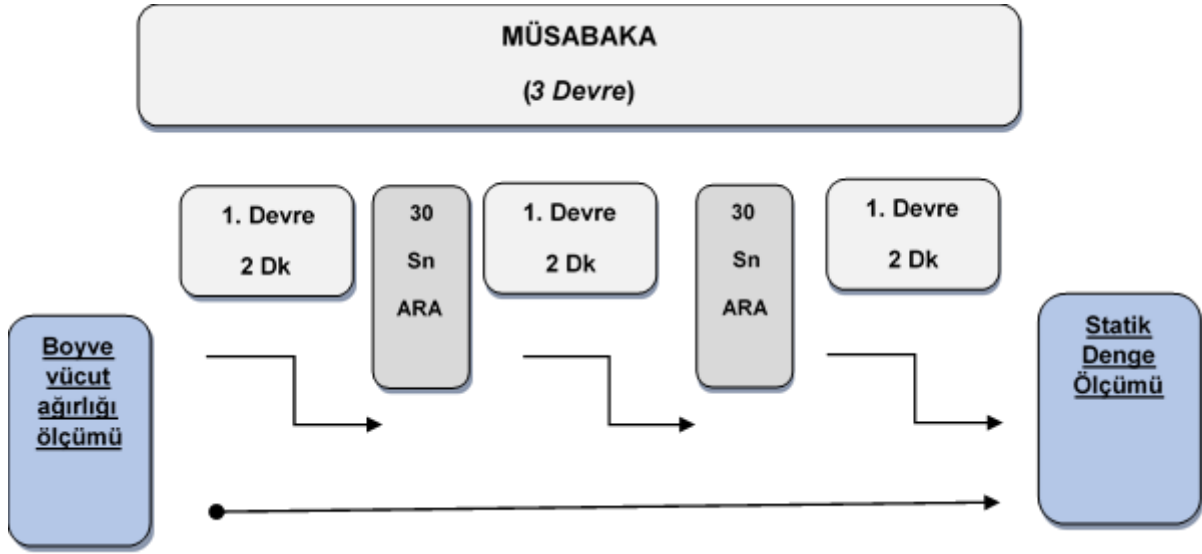 MÜSABAKA
(3 Devre)
1. Devre
2 Dk
30
Sn
ARA
1. Devre
2 Dk
30
Sn
ARA
1. Devre
2 Dk
Boyve
vücut
ağırlığı
ölçümü
Statik
Denge
Ölçümü